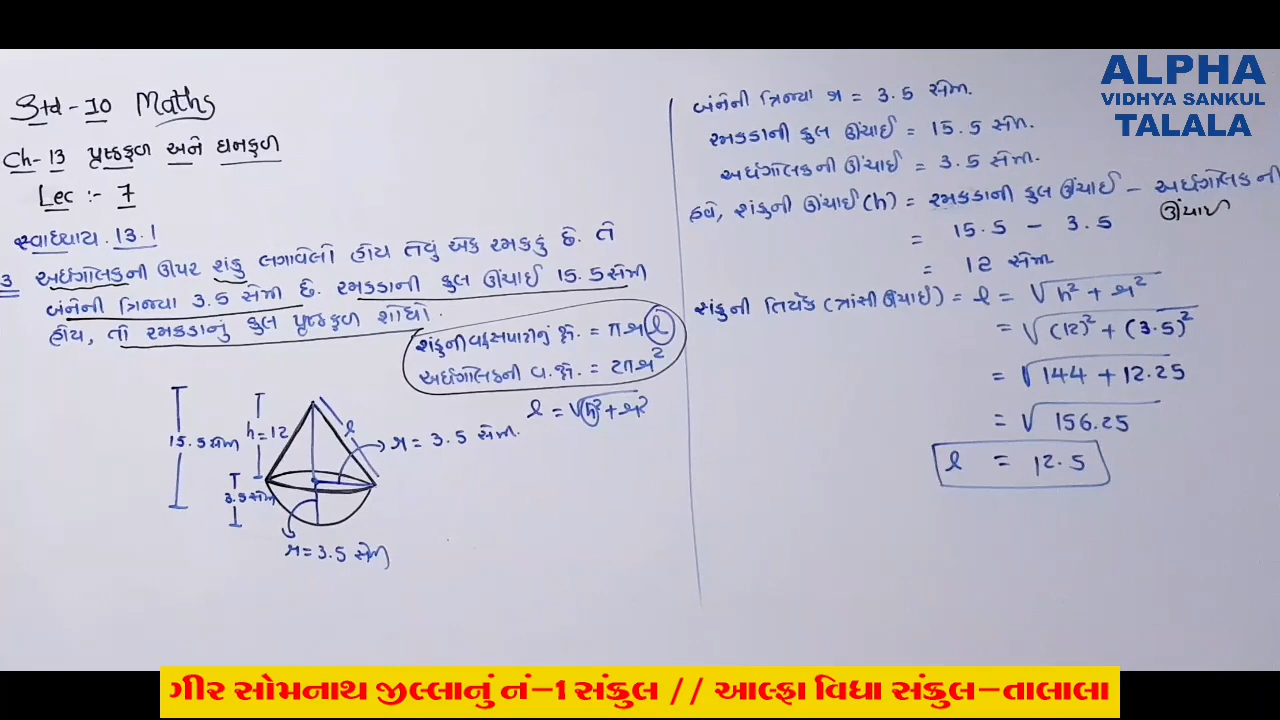 Std - 10 Maths
Ch - 13 પૃષ્ઠફળ અને ઘનફળ
Lec :- 7
સ્વાધ્યાય. 13.1
3 અર્ધગોલકની ઊપર શંકુ લગાવેલો હોય તેવું એક રમકડું છે. તે
બંનેની ત્રિજ્યા 3.5 સેમી છે. રમકડાની કુલ ઊંચાઈ 15.5 સેમી
હોય, તો રમકડાનું કુલ પૃષ્ઠફળ શોધો.
શંકુની વક્રસપાટીનું ક્ષે. = πrl
અર્ધગોલકની વ.ક્ષે. = 2πr²
l = √h² + r²
15.5 સેમી
h = 12
l
r = 3.5 સેમી.
3.5 સેમી
r = 3.5 સેમી
બંનેની ત્રિજ્યા r = 3.5 સેમી.
રમકડાની કુલ ઊંચાઈ = 15.5 સેમી.
અર્ધગોલકની ઊંચાઈ = 3.5 સેમી.
હવે, શંકુની ઊંચાઈ (h) = રમકડાની કુલ ઊંચાઈ - અર્ધગોલકની
ઊંચાઈ
= 15.5 - 3.5
= 12 સેમી
શંકુની તિર્યક (ત્રાંસી ઊંચાઈ) = l = √h² + r²
= √(12)² + (3.5)²
= √144 + 12.25
= √156.25
l = 12.5
ALPHA
VIDHYA SANKUL
TALALA
ગીર સોમનાથ જીલ્લાનું નં-1 સંકુલ // આલ્ફા વિધા સંકુલ-તાલાલા